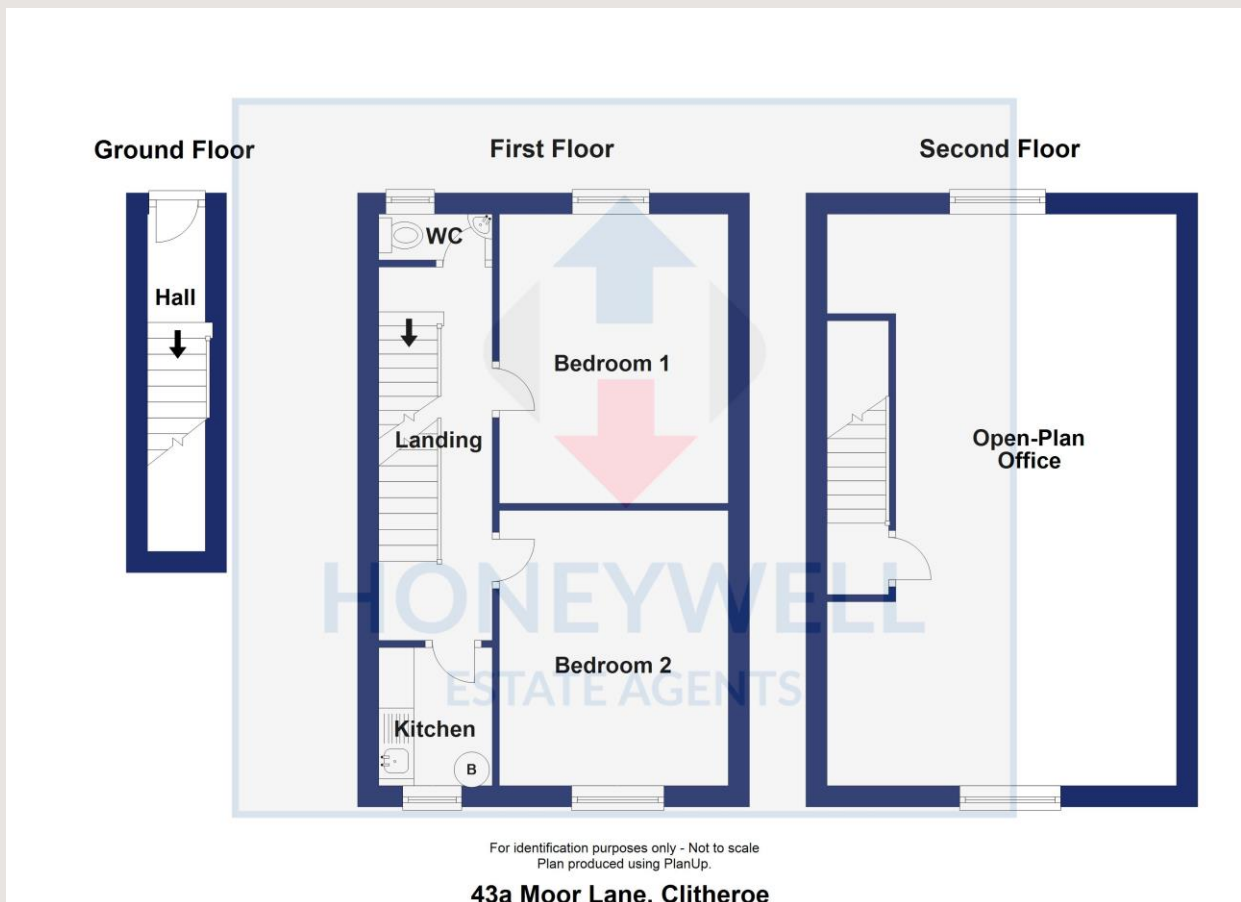 Ground Floor
First Floor
Second Floor
Hall
WC
Bedroom 1
Landing
Open-Plan
Office
HONEYWELL
ESTATE AGENTS
Bedroom 2
Kitchen
B
For identification purposes only - Not to scale
Plan produced using PlanUp.
43a Moor Lane, Clitheroe